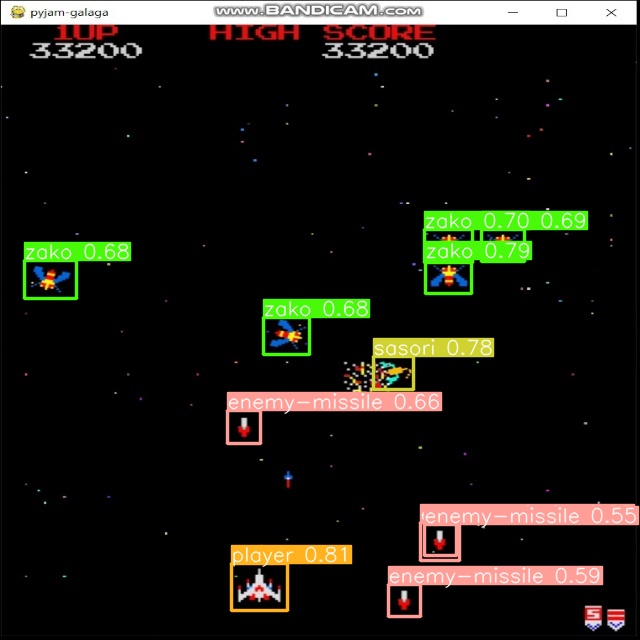 pyjam-galaga
www.BANDICAM.com
1UP HIGH SCORE
33200 33200
zako 0.70 0.69
zako 0.68
zako 0.79
zako 0.68
sasori 0.78
enemy-missile 0.66
enemy-missile 0.55
player 0.81
enemy-missile 0.59
5